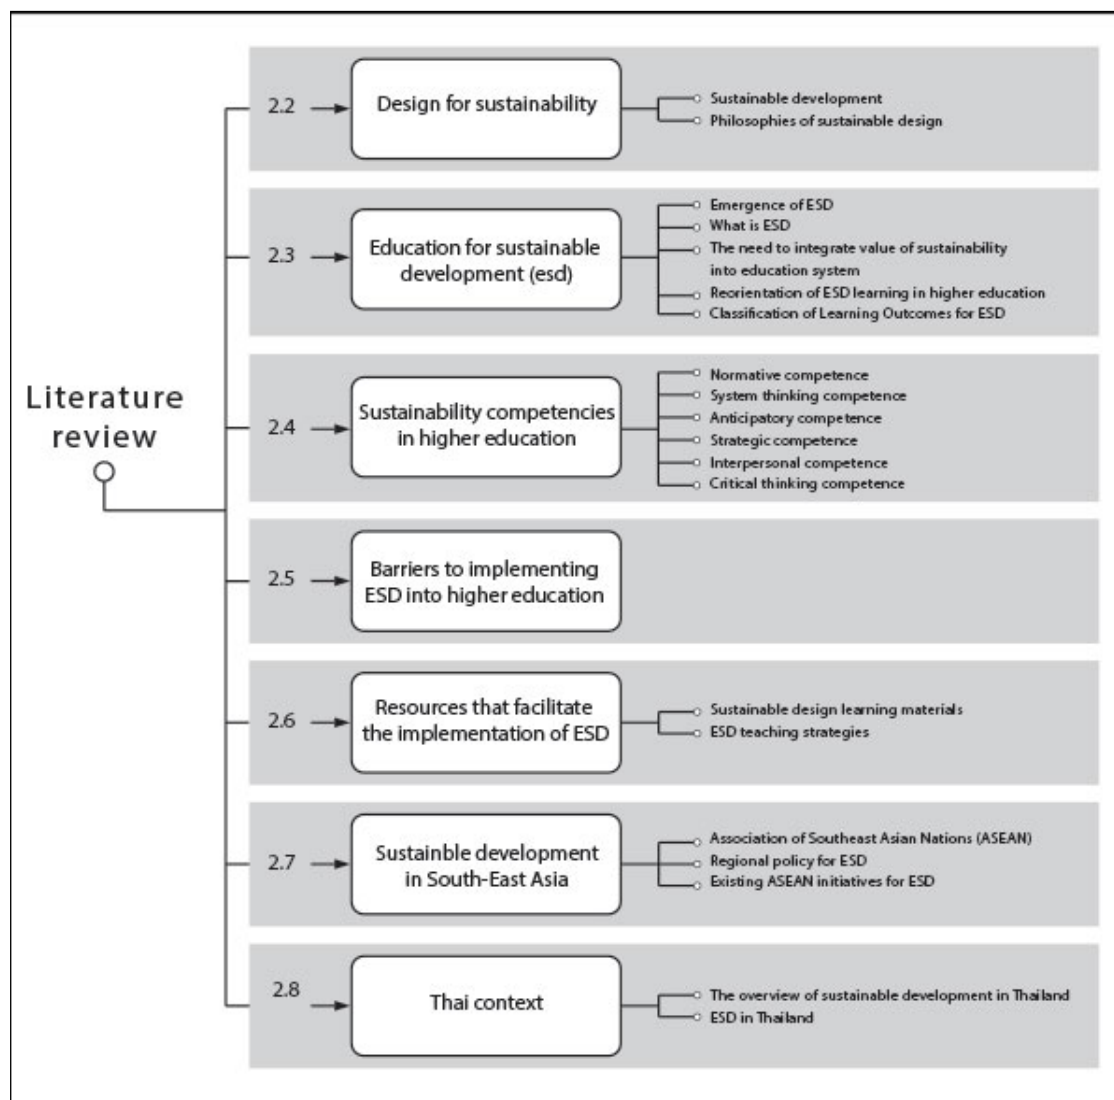 Literature
review
2.2
Design for sustainability
Sustainable development
Philosophies of sustainable design
2.3
Education for sustainable
development (esd)
Emergence of ESD
What is ESD
The need to integrate value of sustainability
into education system
Reorientation of ESD learning in higher education
Classification of Learning Outcomes for ESD
2.4
Sustainability competencies
in higher education
Normative competence
System thinking competence
Anticipatory competence
Strategic competence
Interpersonal competence
Critical thinking competence
2.5
Barriers to implementing
ESD into higher education
2.6
Resources that facilitate
the implementation of ESD
Sustainable design learning materials
ESD teaching strategies
2.7
Sustainble development
in South-East Asia
Association of Southeast Asian Nations (ASEAN)
Regional policy for ESD
Existing ASEAN initiatives for ESD
2.8
Thai context
The overview of sustainable development in Thailand
ESD in Thailand